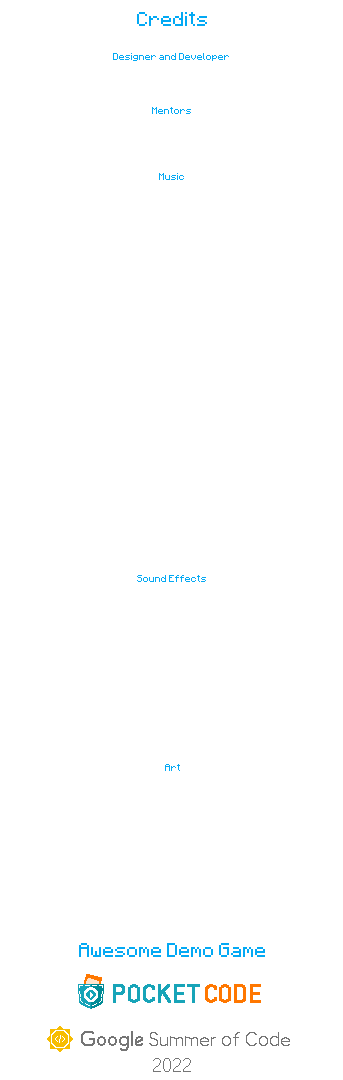 Credits
Designer and Developer
Mentors
Music
Sound Effects
Art
Awesome Demo Game
POCKET CODE
Google Summer of Code
2022